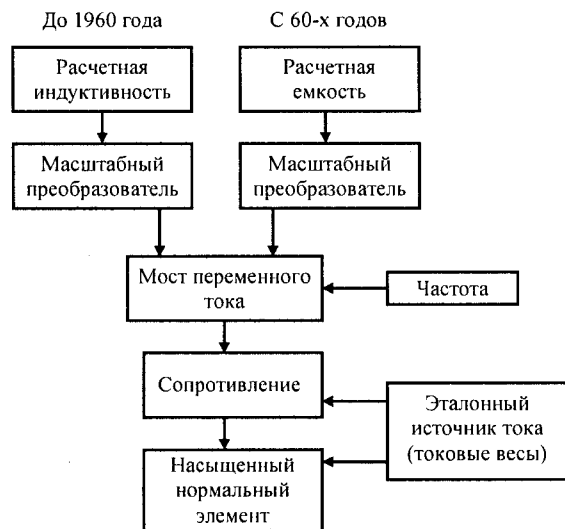 До 1960 года
С 60-х годов
Расчетная
индуктивность
Расчетная
емкость
Масштабный
преобразователь
Масштабный
преобразователь
Мост переменного
тока
Частота
Сопротивление
Эталонный
источник тока
(токовые весы)
Насыщенный
нормальный
элемент